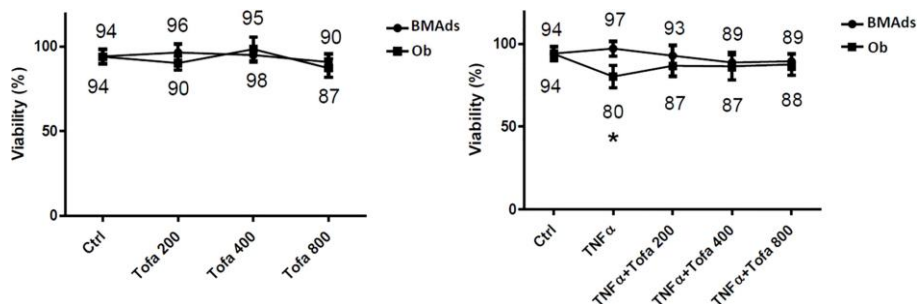 94 96 95 90
100
94 90 98 87
50
0
Viability (%)
Ctrl
Tofa 200
Tofa 400
Tofa 800
BMAds
Ob
94 97 93 89 89
100
94 80 87 87 88
*
50
0
Viability (%)
Ctrl
TNFα
TNFα+Tofa 200
TNFα+Tofa 400
TNFα+Tofa 800
BMAds
Ob